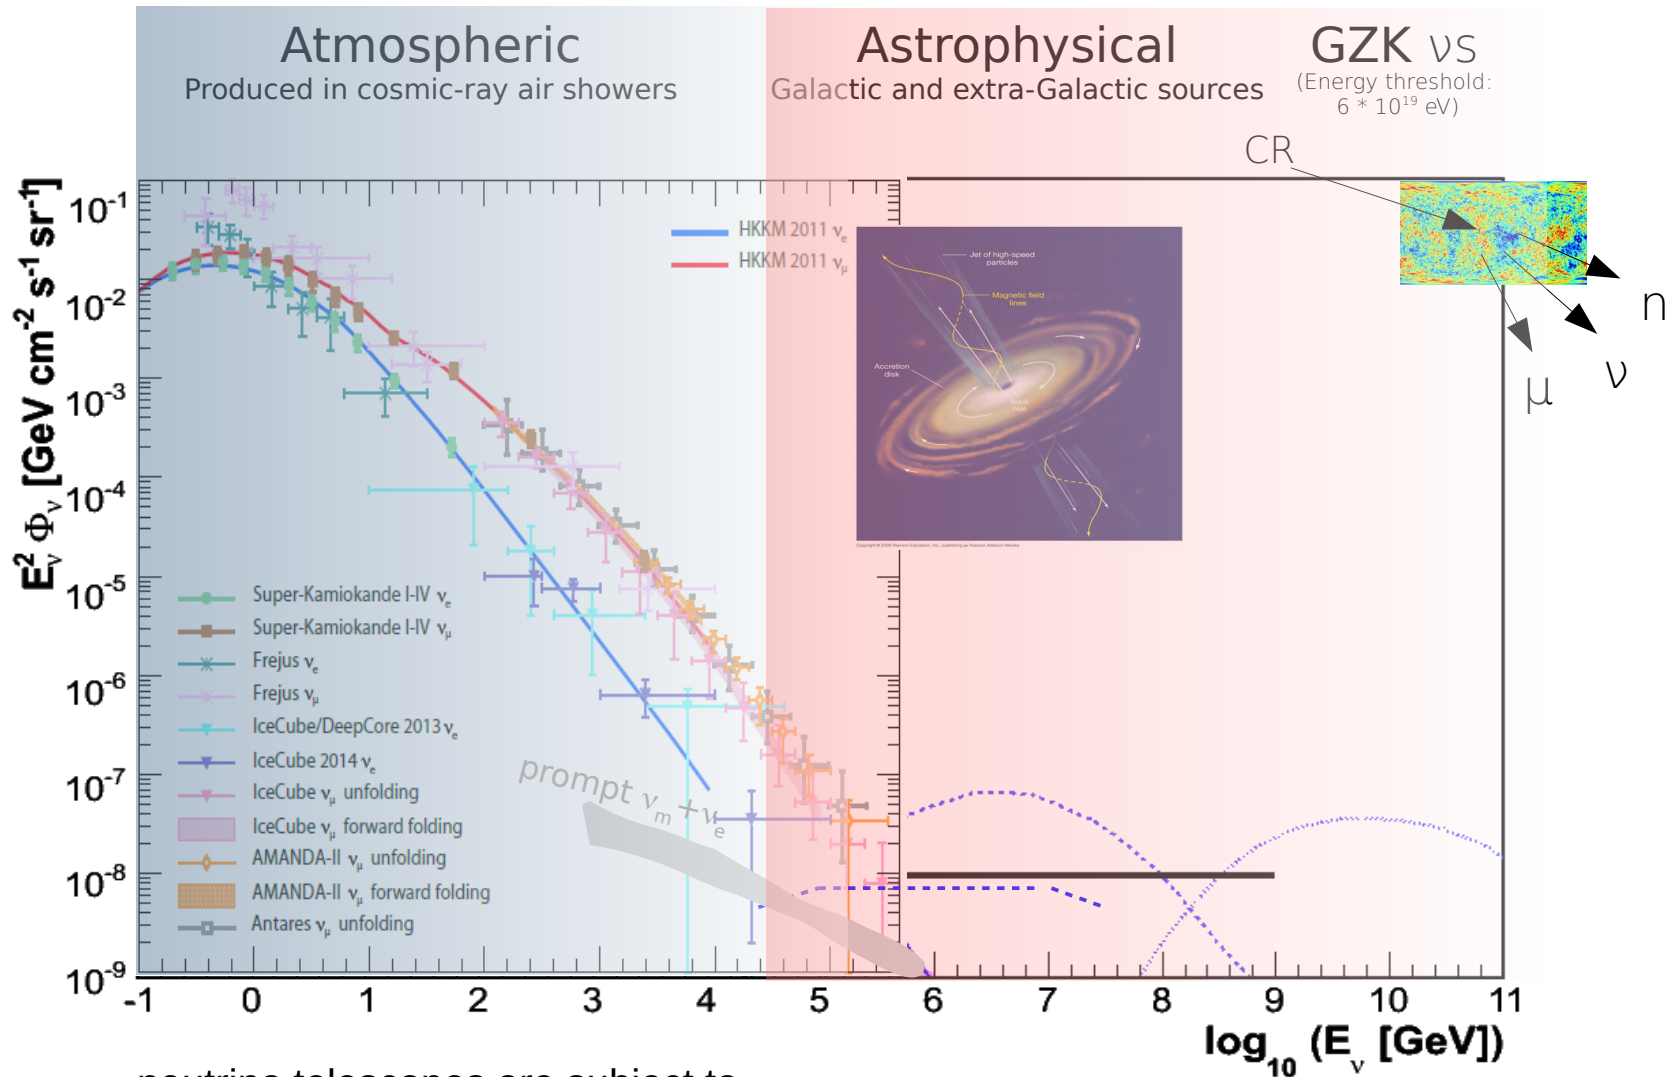 Atmospheric
Produced in cosmic-ray air showers
Astrophysical
Galactic and extra-Galactic sources
GZK νs
(Energy threshold:
6 * 10¹⁹ eV)
CR
n
ν
μ
E²ν Φν [GeV cm⁻² s⁻¹ sr⁻¹]
10⁻¹
10⁻²
10⁻³
10⁻⁴
10⁻⁵
10⁻⁶
10⁻⁷
10⁻⁸
10⁻⁹
HKKM 2011 νe
HKKM 2011 νμ
Jet of high-speed
particles
Magnetic field
lines
Accretion
disk
Black
hole
Super-Kamiokande I-IV νe
Super-Kamiokande I-IV νμ
Frejus νe
Frejus νμ
IceCube/DeepCore 2013 νe
IceCube 2014 νe
IceCube νμ unfolding
IceCube νμ forward folding
AMANDA-II νμ unfolding
AMANDA-II νμ forward folding
Antares νμ unfolding
prompt νm+νe
-1 0 1 2 3 4 5 6 7 8 9 10 11
log₁₀ (Eν [GeV])